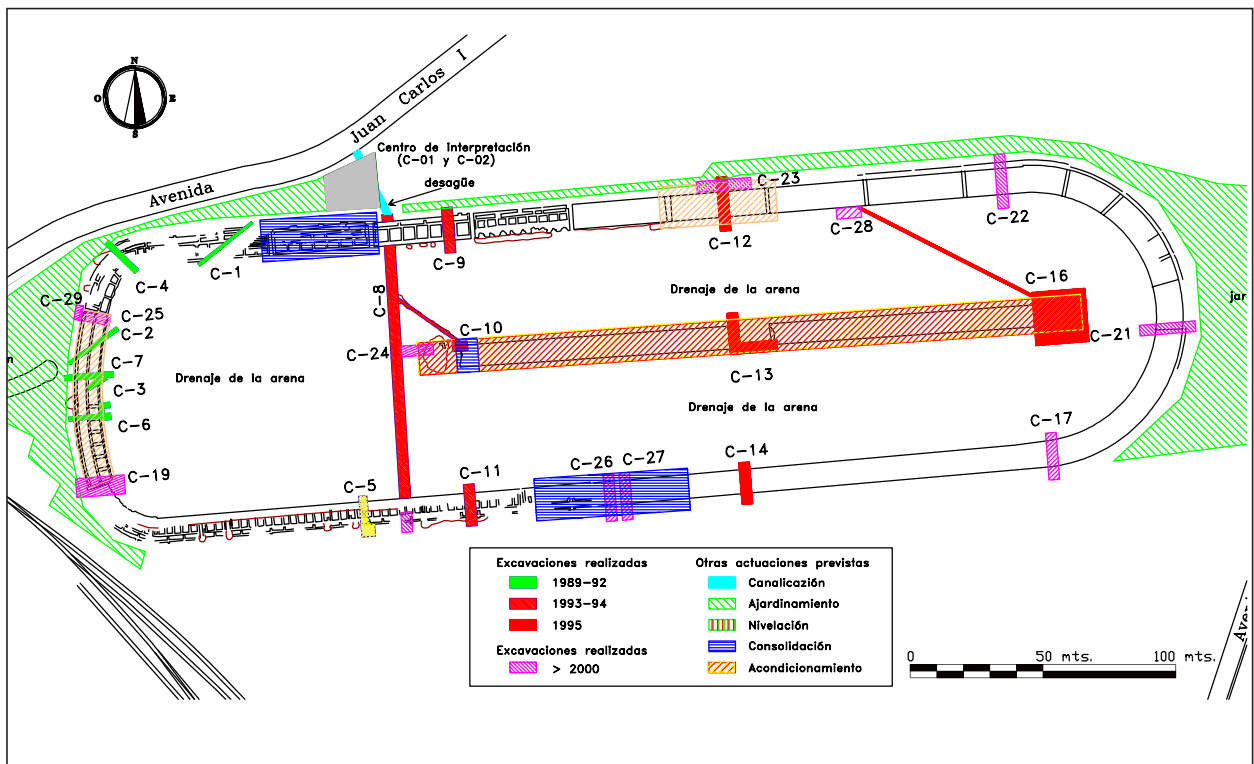 N
O
E
S
Avenida Juan Carlos I
Centro de Interpretación
(C-01 y C-02)
desagüe
C-23
C-22
C-12
C-28
C-9
C-1
C-4
C-8
C-16
Drenaje de la arena
C-29
C-25
C-2
C-10
C-21
C-24
C-7
C-13
Drenaje de la arena
C-3
Drenaje de la arena
C-6
C-17
C-19
C-5
C-11
C-26
C-27
C-14
jar
n
Excavaciones realizadas
1989-92
1993-94
1995
Excavaciones realizadas
> 2000
Otras actuaciones previstas
Canalicazión
Ajardinamiento
Nivelación
Consolidación
Acondicionamiento
0 50 mts. 100 mts.